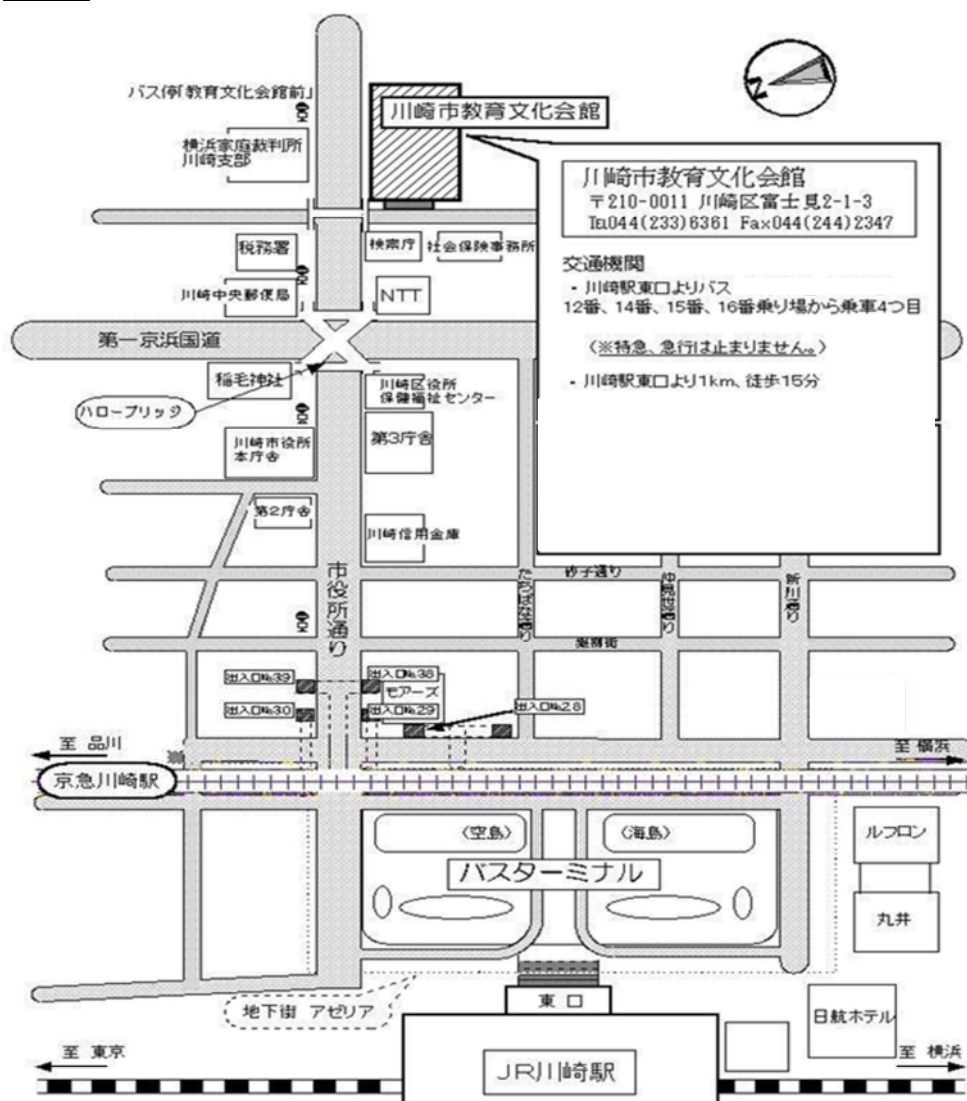 バス停「教育文化会館前」
川崎市教育文化会館
横浜家庭裁判所
川崎支部
N
川崎市教育文化会館
〒210-0011 川崎区富士見2-1-3
℡044(233)6361 Fax044(244)2347
交通機関
・川崎駅東口よりバス
12番、14番、15番、16番乗り場から乗車4つ目
(※特急、急行は止まりません。)
・川崎駅東口より1km、徒歩15分
税務署
検察庁
社会保険事務所
川崎中央郵便局
NTT
第一京浜国道
稲毛神社
川崎区役所
保健福祉センター
ハローブリッジ
川崎市役所
本庁舎
第3庁舎
第2庁舎
川崎信用金庫
市役所通り
砂子通り
たちばな通り
仲見世通り
新川通り
出入口№39
出入口№38
モアーズ
出入口№30
出入口№29
出入口№28
至 品川
至 横浜
京急川崎駅
〈空島〉
〈海島〉
バスターミナル
ルフロン
丸井
地下街 アゼリア
東口
日航ホテル
至 東京
至 横浜
JR川崎駅